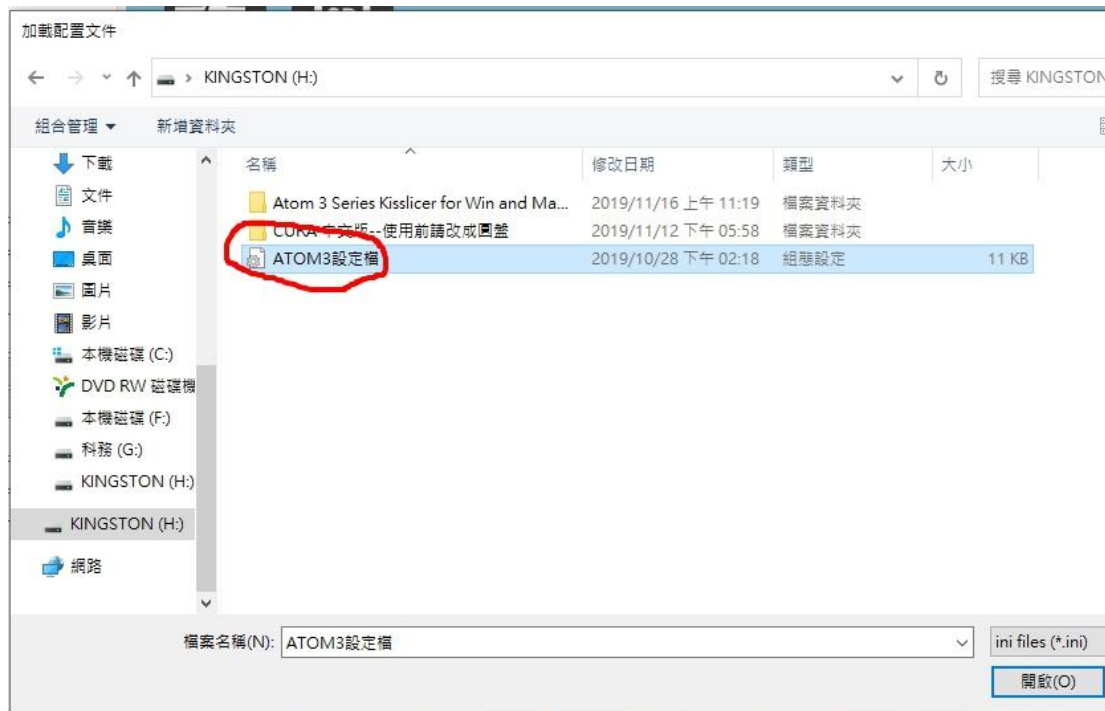 加載配置文件
KINGSTON (H:)
搜尋 KINGSTON
組合管理
新增資料夾
名稱 修改日期 類型 大小
下載
文件
音樂
桌面
圖片
影片
本機磁碟 (C:)
DVD RW 磁碟機
本機磁碟 (F:)
科務 (G:)
KINGSTON (H:)
KINGSTON (H:)
網路
Atom 3 Series Kisslicer for Win and Ma... 2019/11/16 上午 11:19 檔案資料夾
CURA 中文版--使用前請改成圓盤 2019/11/12 下午 05:58 檔案資料夾
ATOM3設定檔 2019/10/28 下午 02:18 組態設定 11 KB
檔案名稱(N): ATOM3設定檔
ini files (*.ini)
開啟(O)